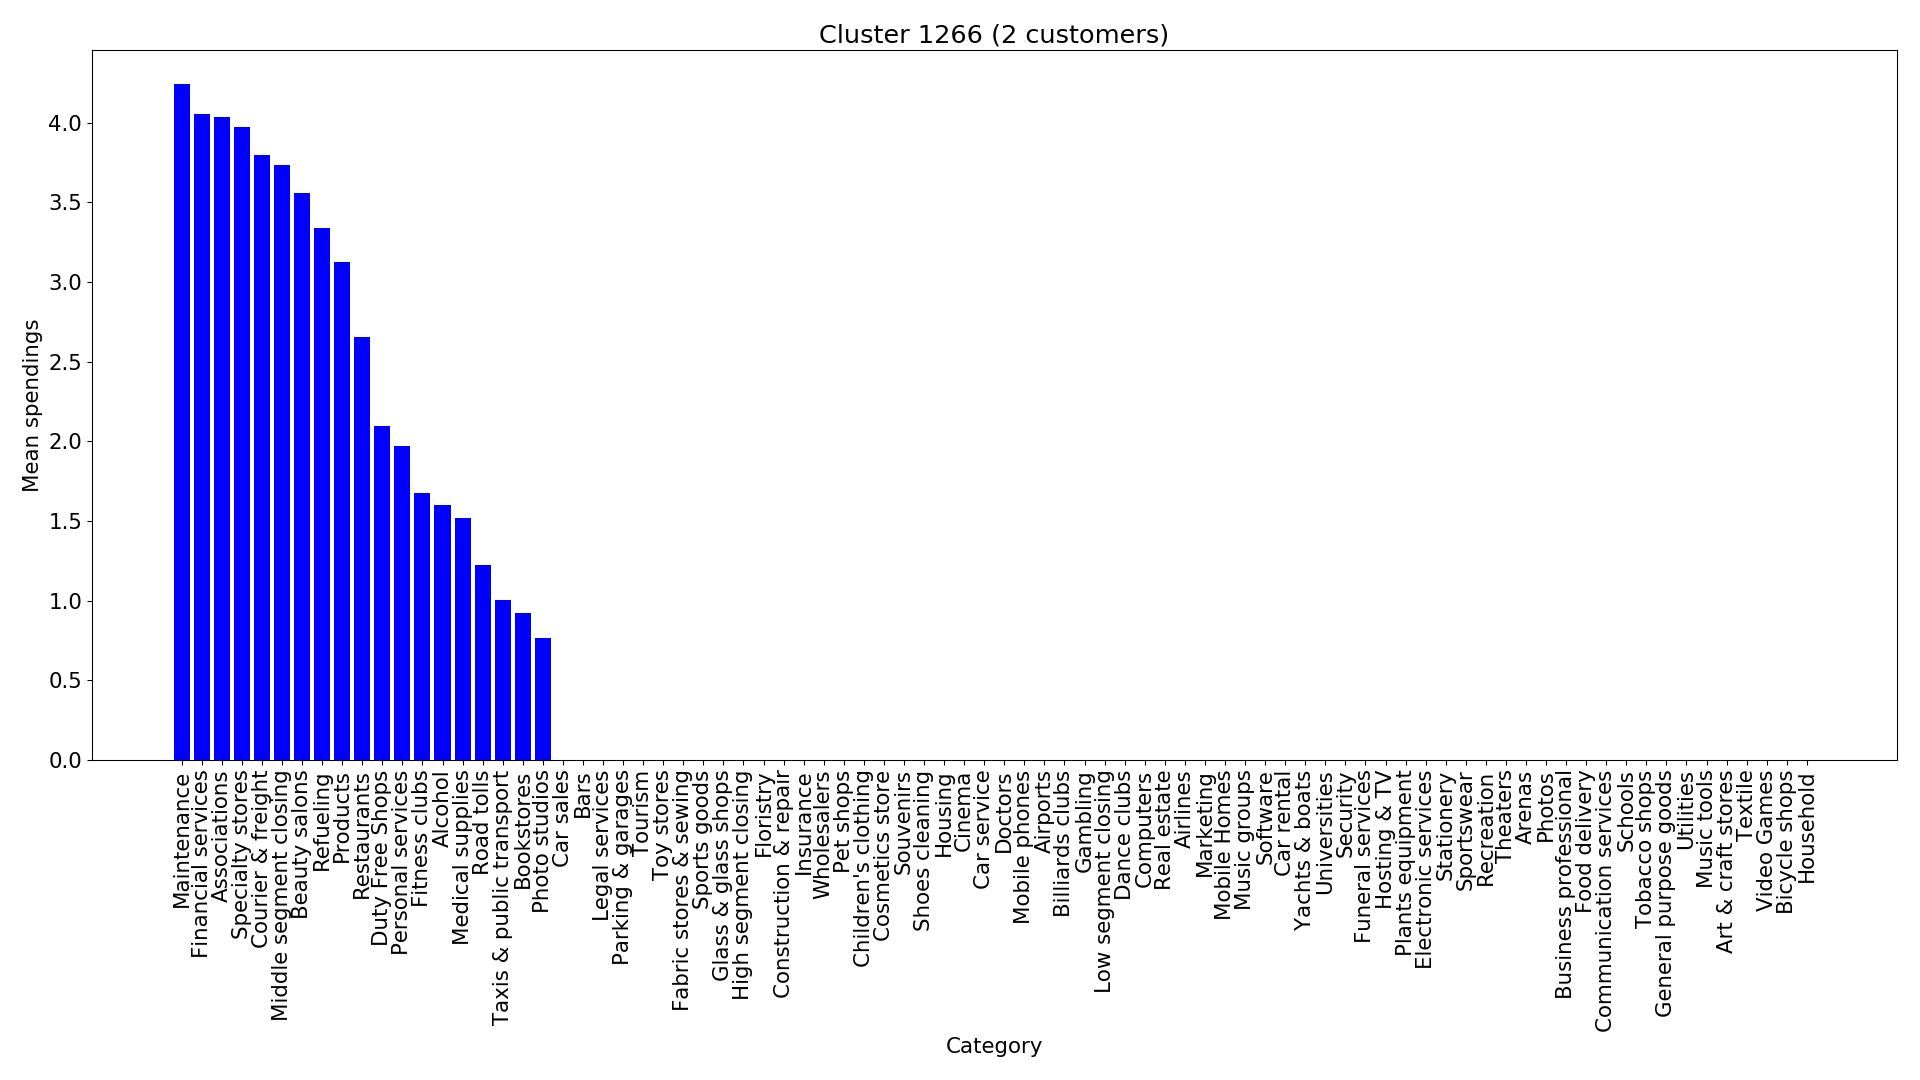 Cluster 1266 (2 customers)
Mean spendings
4.0
3.5
3.0
2.5
2.0
1.5
1.0
0.5
0.0
Maintenance
Financial services
Associations
Specialty stores
Courier & freight
Middle segment closing
Beauty salons
Refueling
Products
Restaurants
Duty Free Shops
Personal services
Fitness clubs
Alcohol
Medical supplies
Road tolls
Taxis & public transport
Bookstores
Photo studios
Car sales
Bars
Legal services
Parking & garages
Tourism
Toy stores
Fabric stores & sewing
Sports goods
Glass & glass shops
High segment closing
Floristry
Construction & repair
Insurance
Wholesalers
Pet shops
Children's clothing
Cosmetics store
Souvenirs
Shoes cleaning
Housing
Cinema
Car service
Doctors
Mobile phones
Airports
Billiards clubs
Gambling
Low segment closing
Dance clubs
Computers
Real estate
Airlines
Marketing
Mobile Homes
Music groups
Software
Car rental
Yachts & boats
Universities
Security
Funeral services
Hosting & TV
Plants equipment
Electronic services
Stationery
Sportswear
Recreation
Theaters
Arenas
Photos
Business professional
Food delivery
Communication services
Schools
Tobacco shops
General purpose goods
Utilities
Music tools
Art & craft stores
Textile
Video Games
Bicycle shops
Household
Category